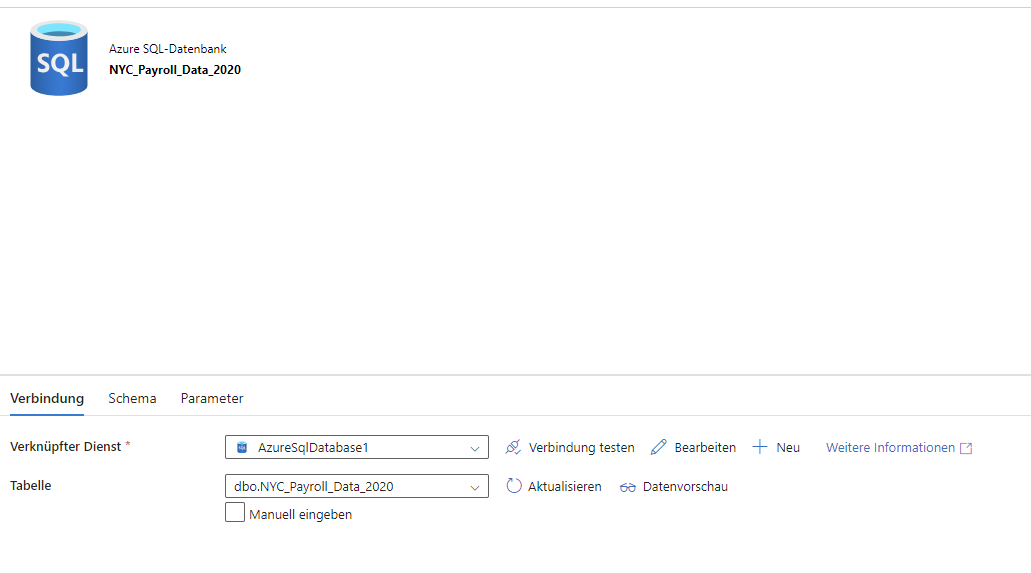 SQL
Azure SQL-Datenbank
NYC_Payroll_Data_2020
Verbindung Schema Parameter
Verknüpfter Dienst * AzureSqlDatabase1 Verbindung testen Bearbeiten Neu Weitere Informationen
Tabelle dbo.NYC_Payroll_Data_2020 Aktualisieren Datenvorschau
Manuell eingeben